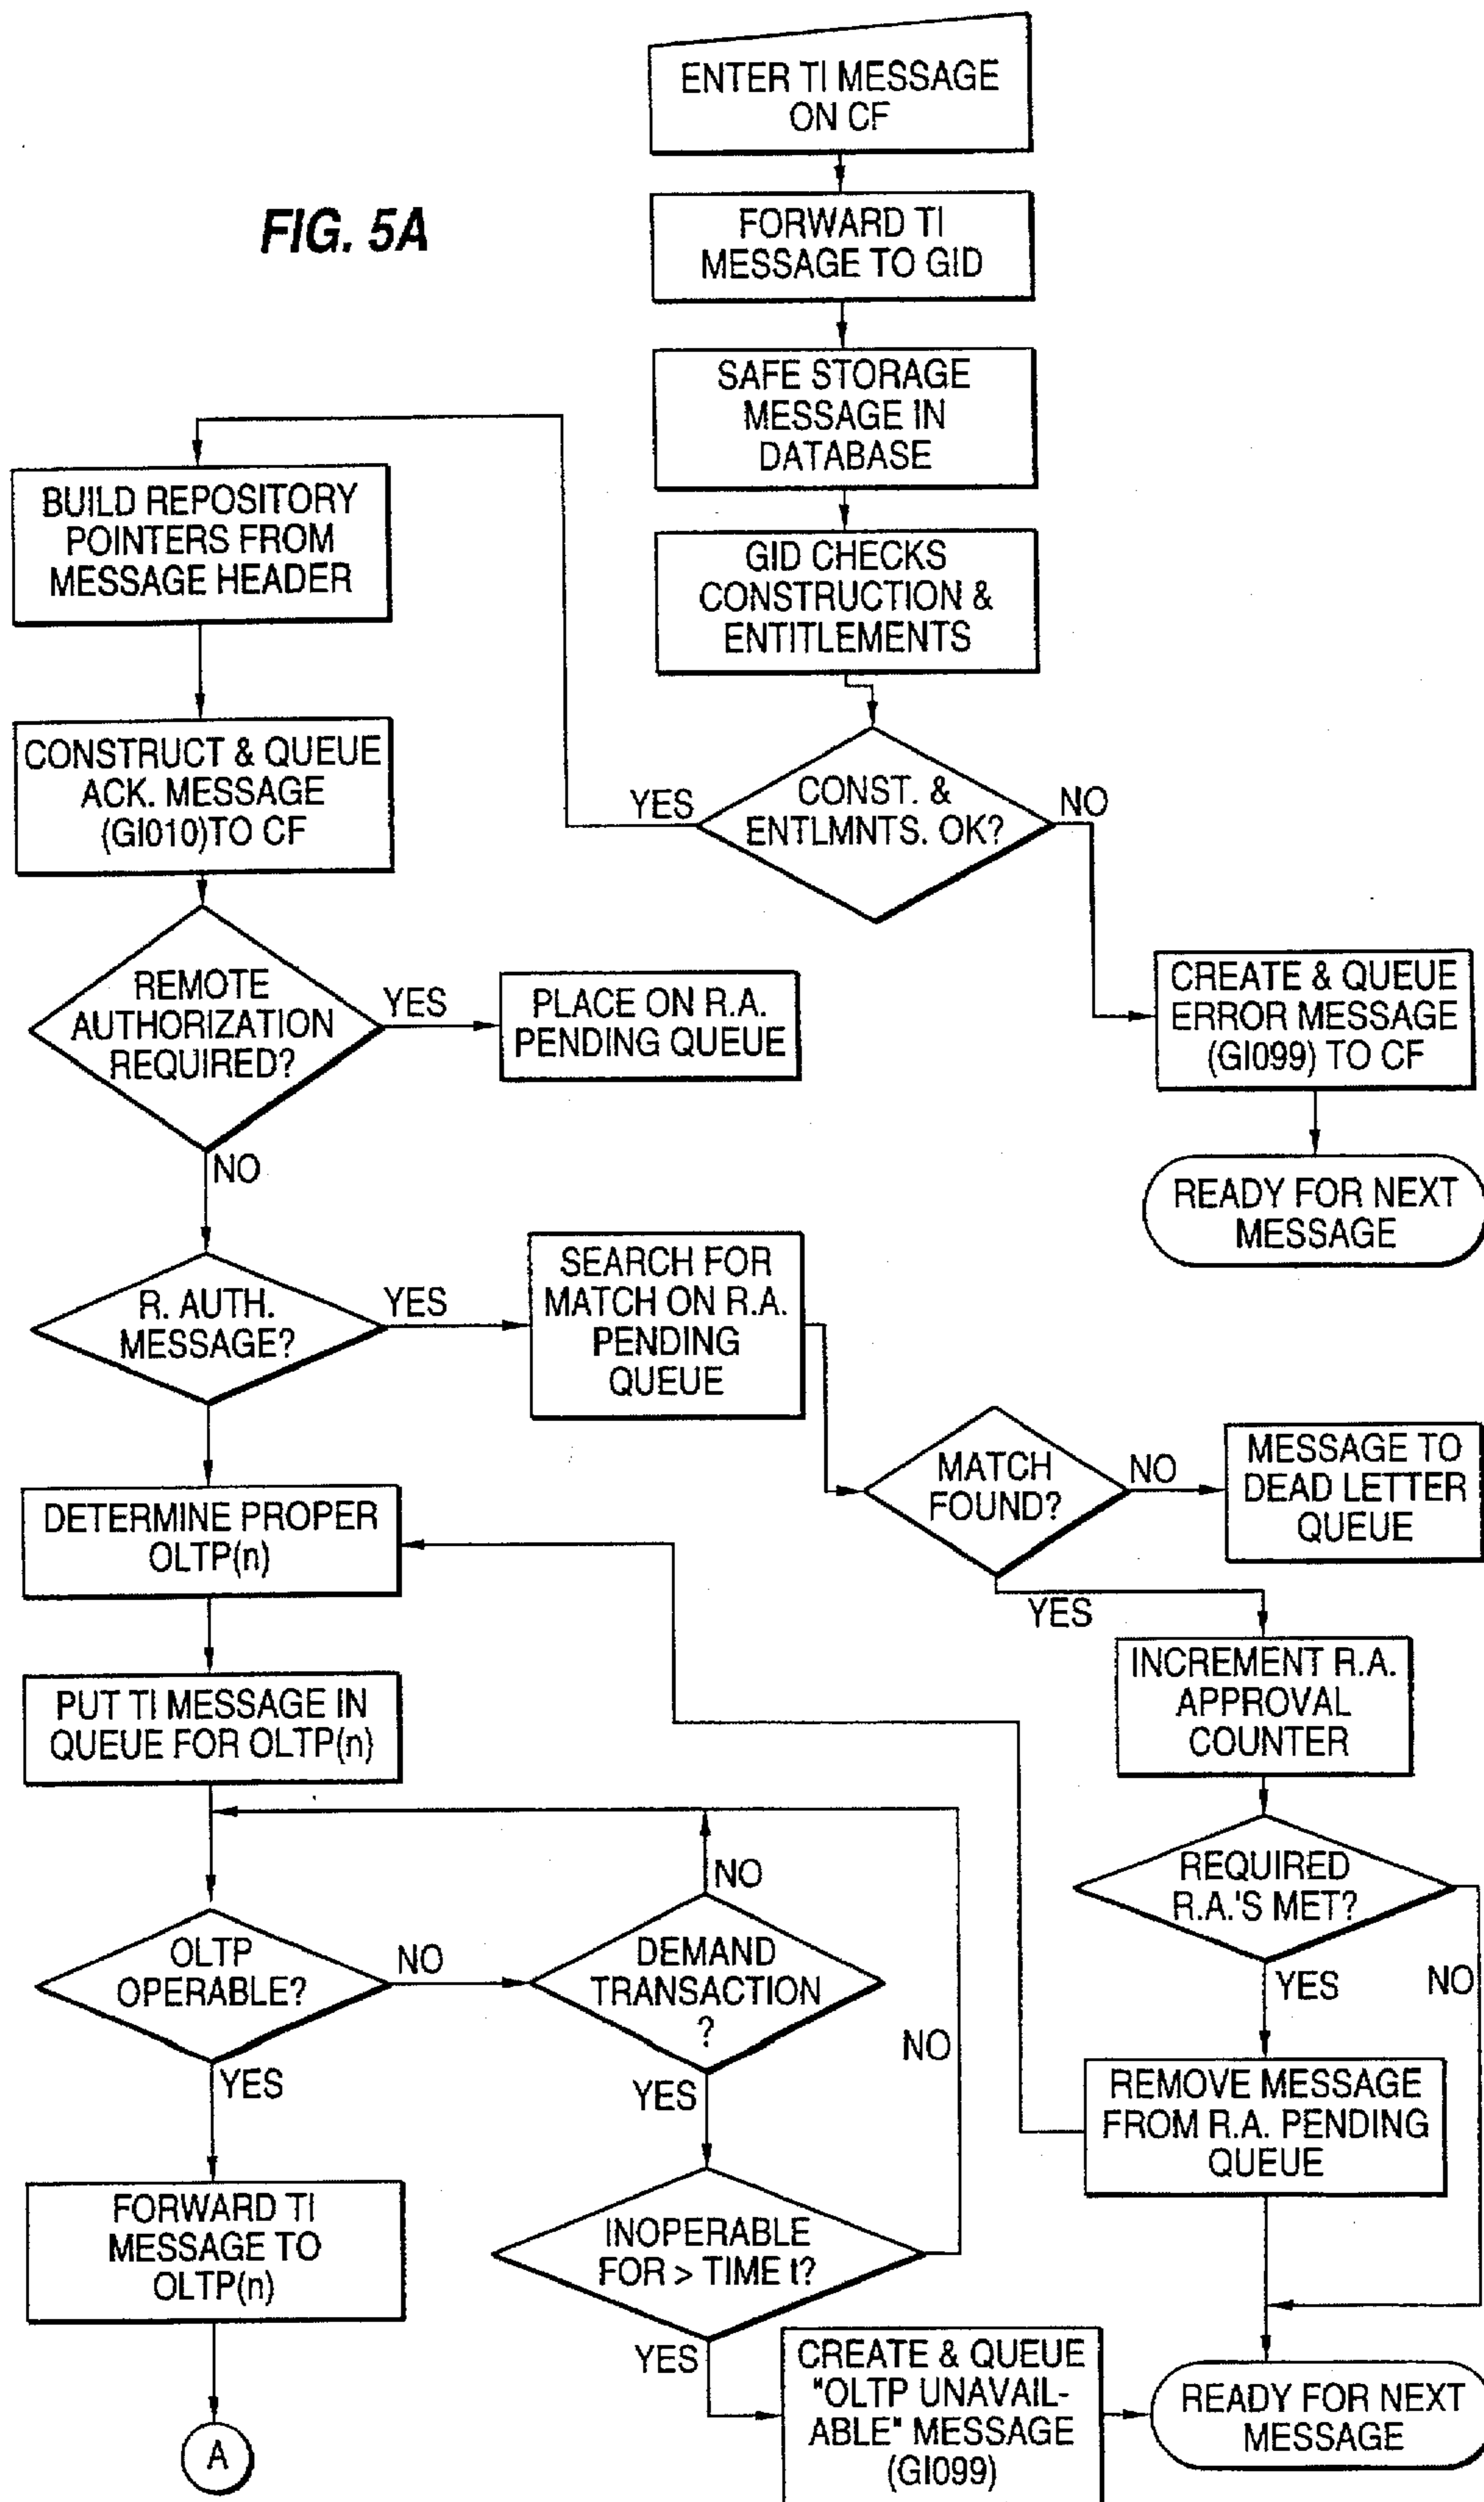 ENTER TI MESSAGE
ON CF
FIG. 5A
FORWARD TI
MESSAGE TO GID
SAFE STORAGE
MESSAGE IN
DATABASE
GID CHECKS
CONSTRUCTION &
ENTITLEMENTS
CONST. &
ENTLMNTS. OK?
YES
NO
BUILD REPOSITORY
POINTERS FROM
MESSAGE HEADER
CONSTRUCT & QUEUE
ACK. MESSAGE
(GI010)TO CF
CREATE & QUEUE
ERROR MESSAGE
(GI099) TO CF
READY FOR NEXT
MESSAGE
REMOTE
AUTHORIZATION
REQUIRED?
YES
PLACE ON R.A.
PENDING QUEUE
NO
R. AUTH.
MESSAGE?
YES
SEARCH FOR
MATCH ON R.A.
PENDING
QUEUE
MATCH
FOUND?
NO
MESSAGE TO
DEAD LETTER
QUEUE
YES
INCREMENT R.A.
APPROVAL
COUNTER
REQUIRED
R.A.'S MET?
YES
NO
REMOVE MESSAGE
FROM R.A. PENDING
QUEUE
DETERMINE PROPER
OLTP(n)
PUT TI MESSAGE IN
QUEUE FOR OLTP(n)
OLTP
OPERABLE?
NO
DEMAND
TRANSACTION
?
NO
YES
YES
INOPERABLE
FOR > TIME t?
NO
YES
FORWARD TI
MESSAGE TO
OLTP(n)
A
CREATE & QUEUE
"OLTP UNAVAIL-
ABLE" MESSAGE
(GI099)
READY FOR NEXT
MESSAGE